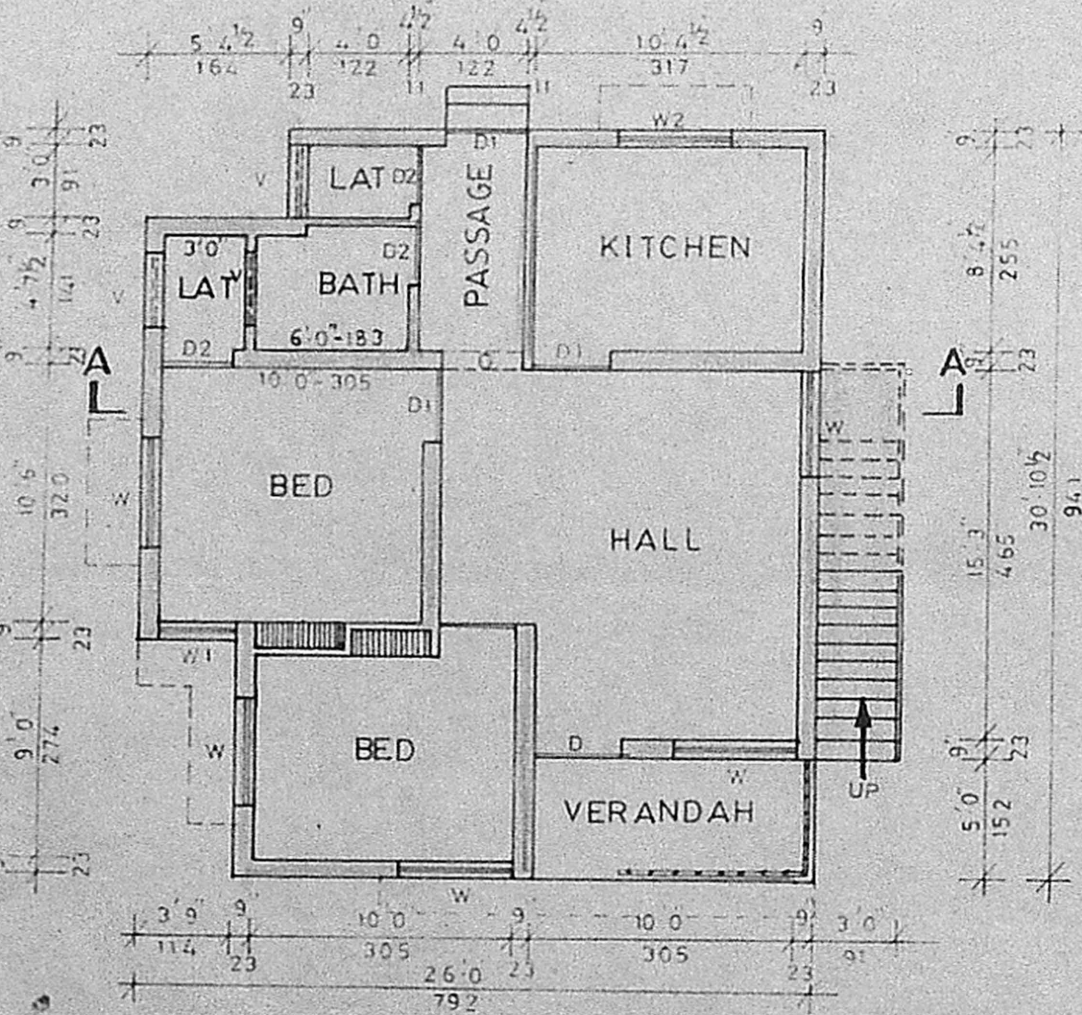 5'4½" 9" 4'0" 4½" 4'0" 4½" 10'4½" 9"
164 23 122 11 122 11 317 23
W2
D1
LAT D2
V
PASSAGE
KITCHEN
3'0"
D2
LAT V
BATH
V
6'0"-183
D2
O
D1
10'0"-305
A
A
D1
W
BED
W
HALL
W1
W
BED
D
W
UP
VERANDAH
W
9" 23
3'0" 91
9" 23
4'7½" 141
9" 23
10'6" 320
9" 23
9'0" 274
9" 23
9" 23
8'4½" 255
9" 23
15'3" 465
9" 23
5'0" 152
30'10½" 941
3'9" 9" 10'0" 9" 10'0" 9" 3'0"
114 23 305 23 305 23 91
26'0"
792